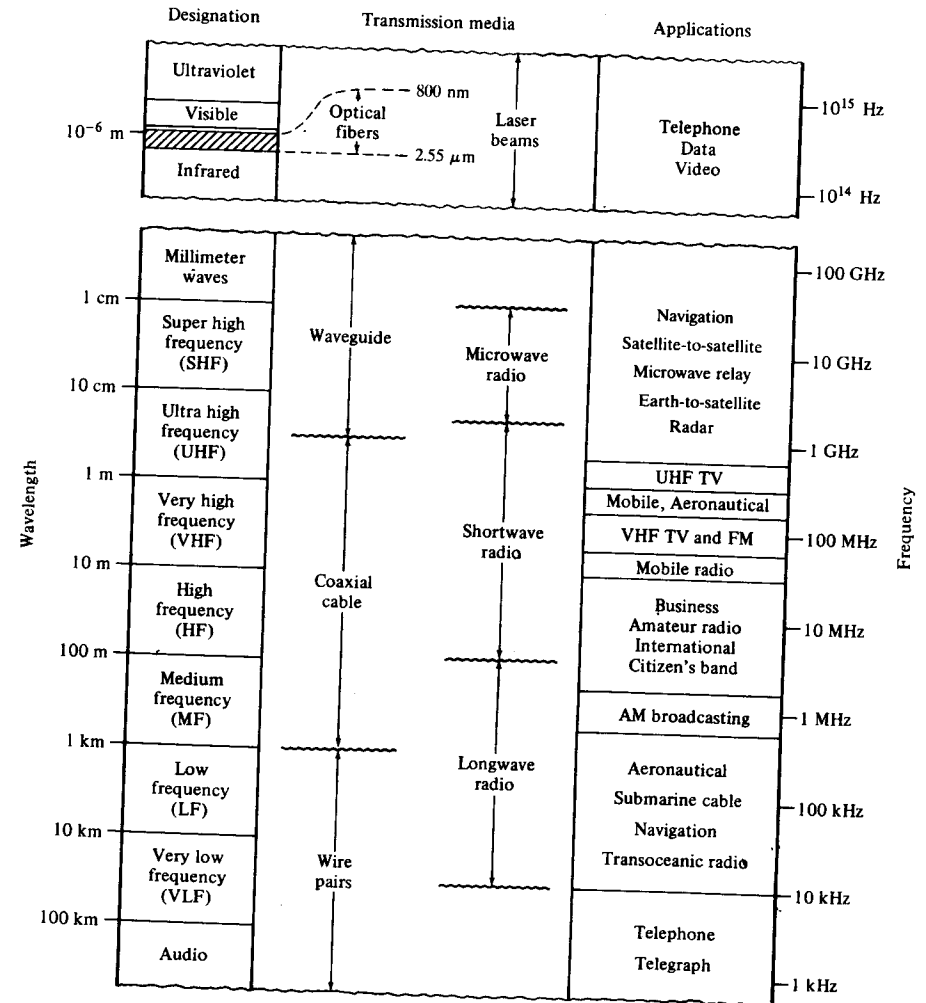 Designation
Transmission media
Applications
Ultraviolet
Visible
10⁻⁶ m
Infrared
800 nm
Optical
fibers
2.55 μm
Laser
beams
Telephone
Data
Video
10¹⁵ Hz
10¹⁴ Hz
Wavelength
Millimeter
waves
1 cm
Super high
frequency
(SHF)
10 cm
Ultra high
frequency
(UHF)
1 m
Very high
frequency
(VHF)
10 m
High
frequency
(HF)
100 m
Medium
frequency
(MF)
1 km
Low
frequency
(LF)
10 km
Very low
frequency
(VLF)
100 km
Audio
Waveguide
Coaxial
cable
Wire
pairs
Microwave
radio
Shortwave
radio
Longwave
radio
Navigation
Satellite-to-satellite
Microwave relay
Earth-to-satellite
Radar
UHF TV
Mobile, Aeronautical
VHF TV and FM
Mobile radio
Business
Amateur radio
International
Citizen's band
AM broadcasting
Aeronautical
Submarine cable
Navigation
Transoceanic radio
Telephone
Telegraph
100 GHz
10 GHz
1 GHz
100 MHz
10 MHz
1 MHz
100 kHz
10 kHz
1 kHz
Frequency